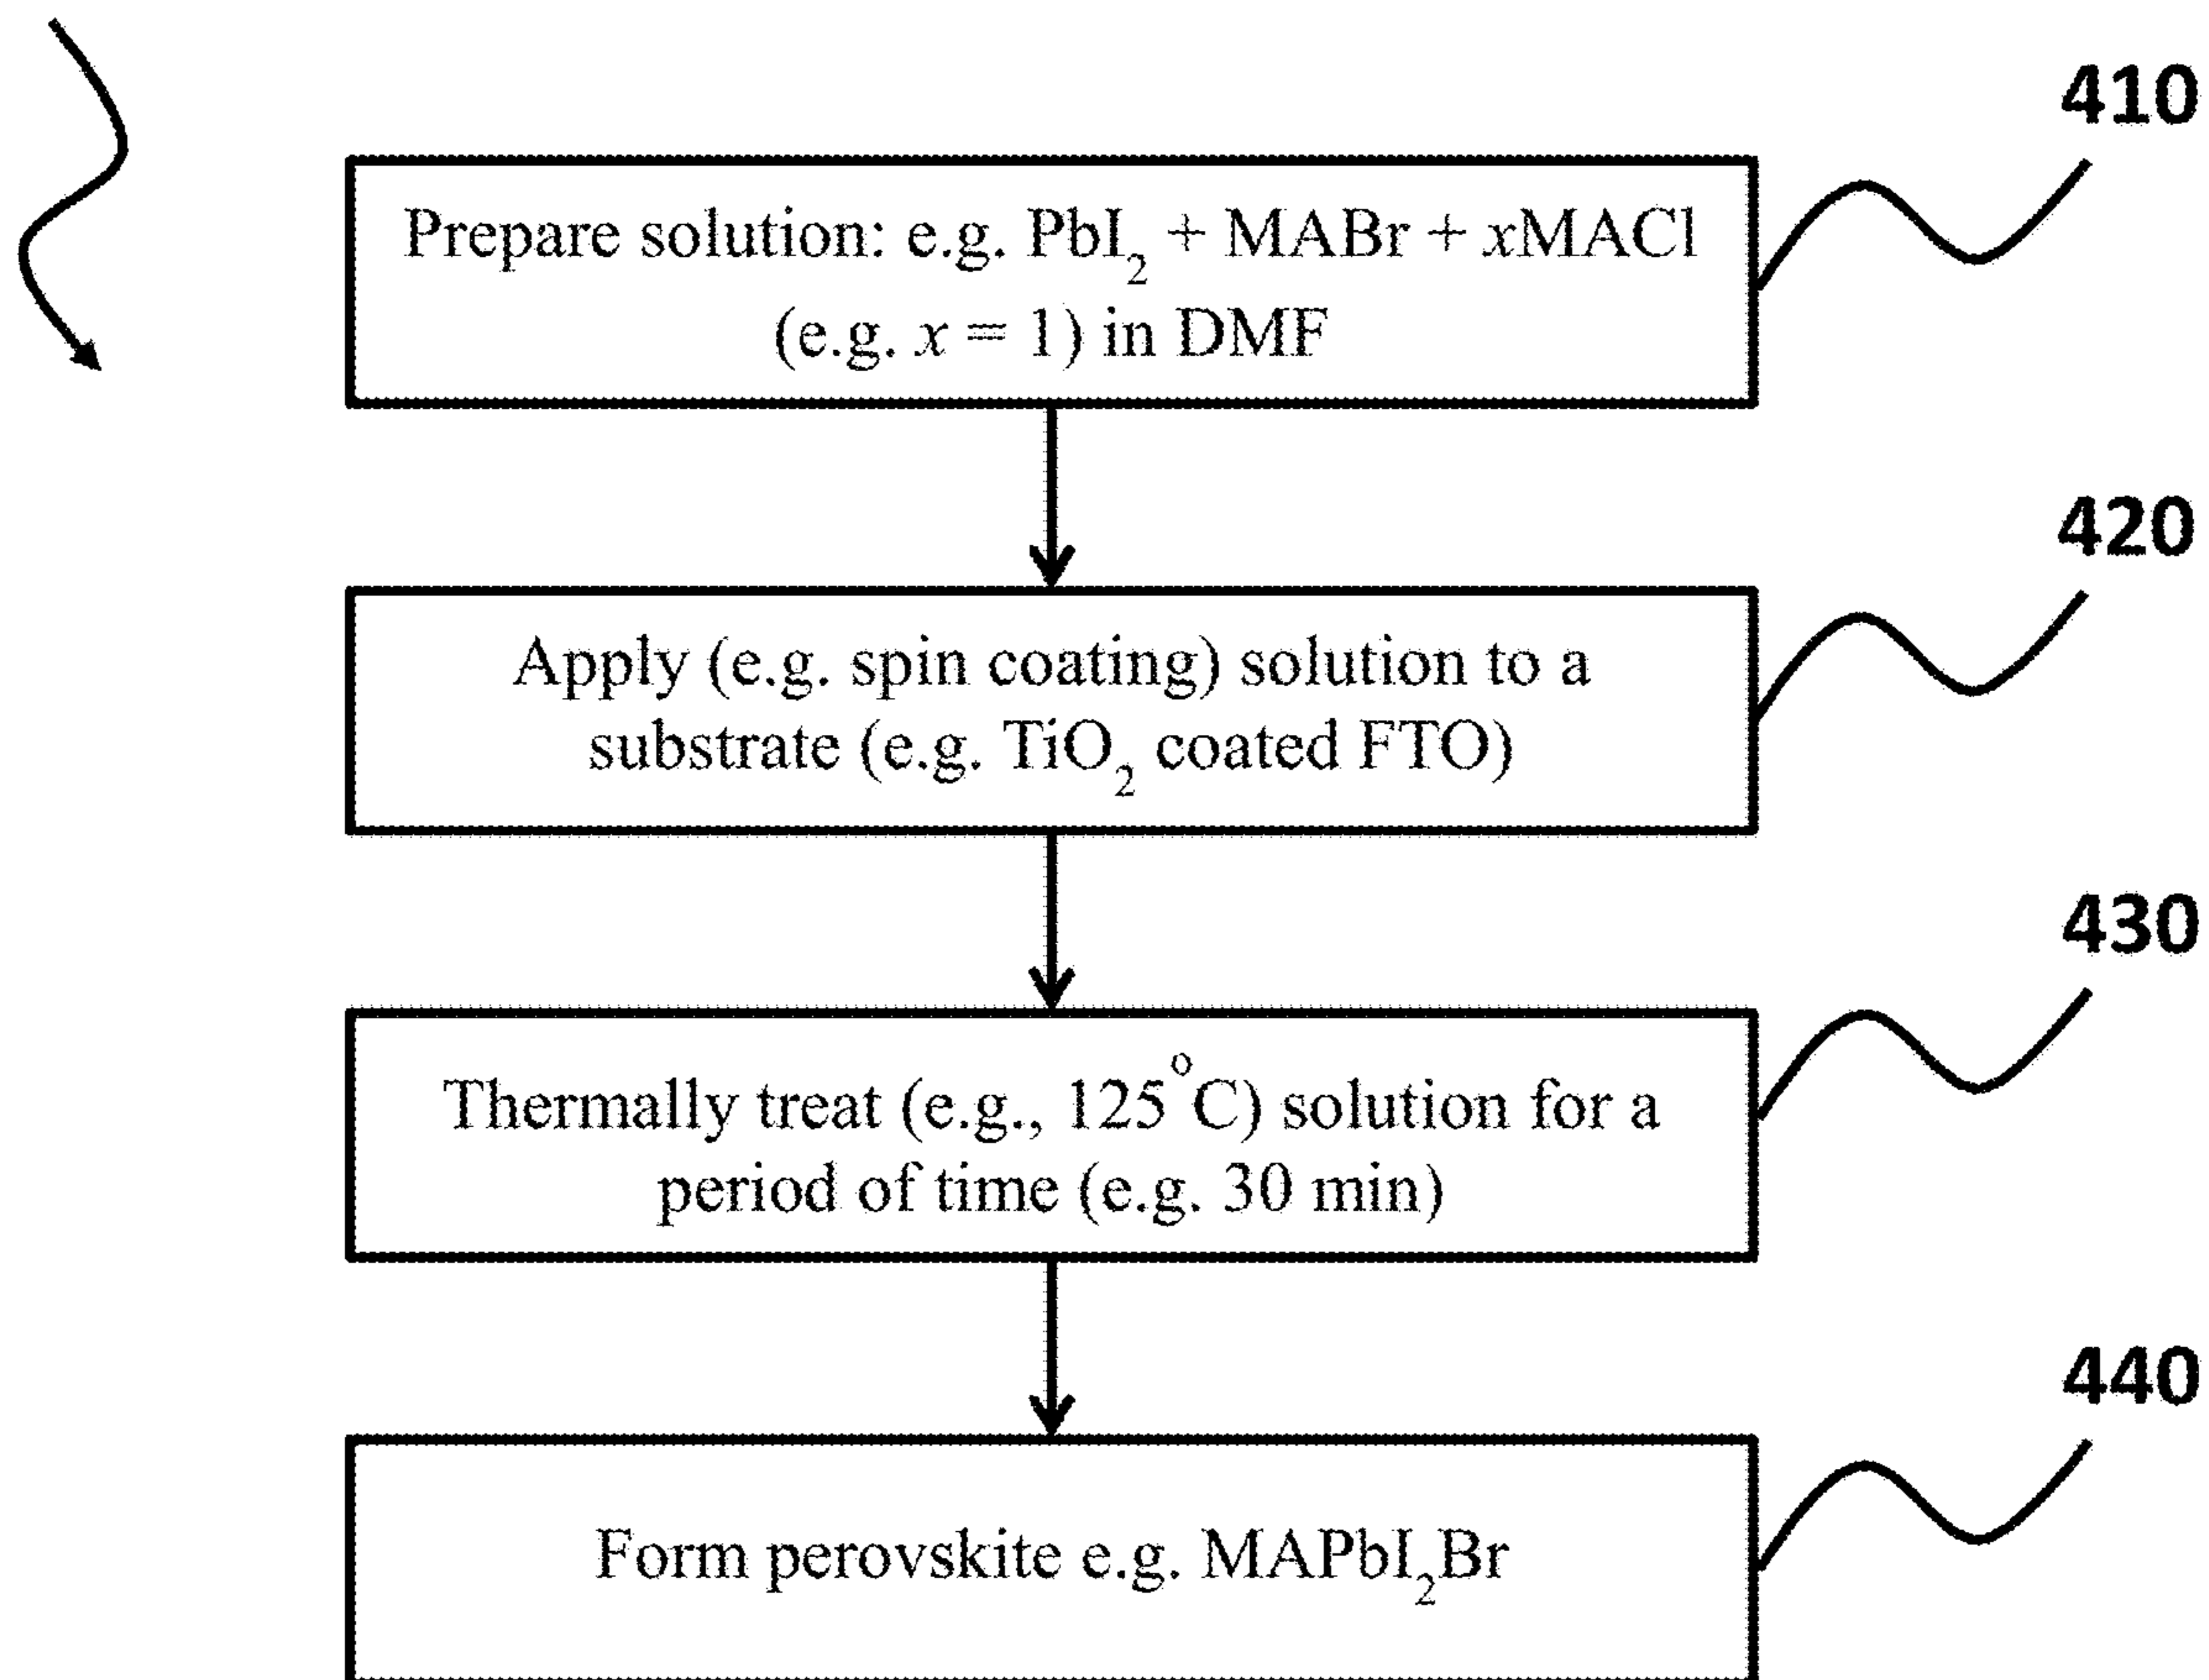 410
Prepare solution: e.g. PbI₂ + MABr + xMACl
(e.g. x = 1) in DMF
420
Apply (e.g. spin coating) solution to a
substrate (e.g. TiO₂ coated FTO)
430
Thermally treat (e.g., 125°C) solution for a
period of time (e.g. 30 min)
440
Form perovskite e.g. MAPbI₂Br